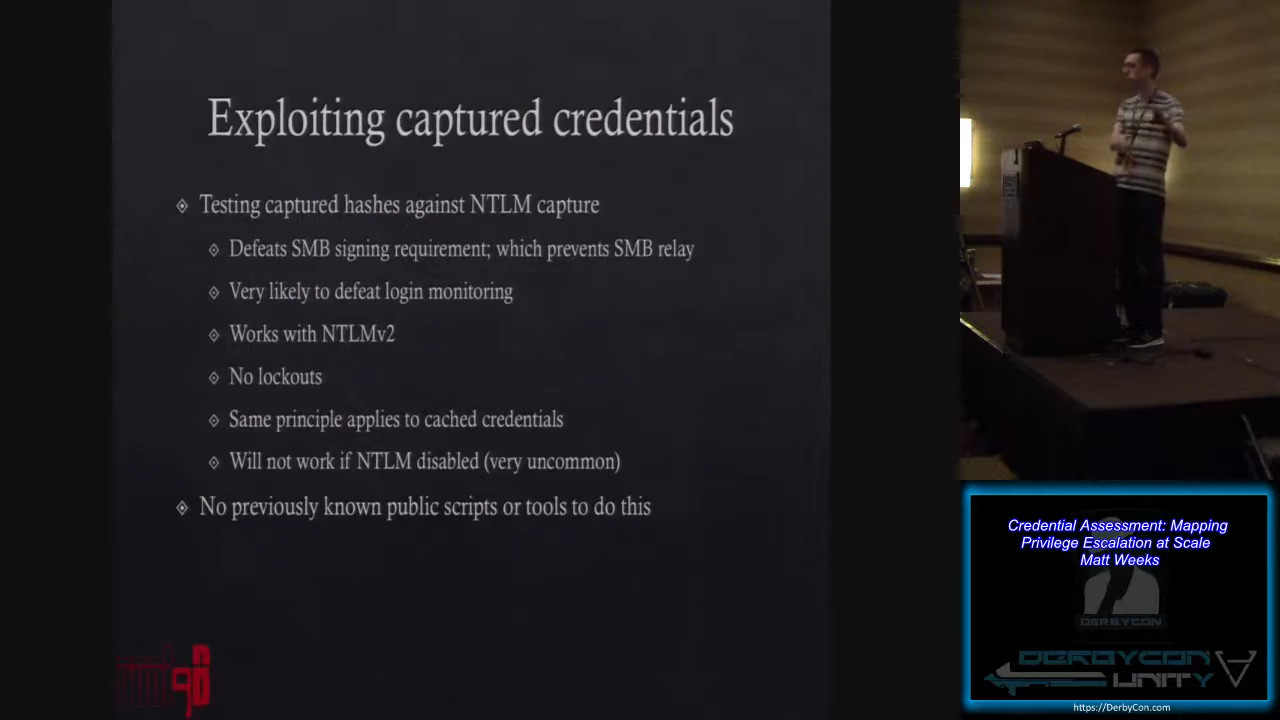 Exploiting captured credentials
Testing captured hashes against NTLM capture
Defeats SMB signing requirement; which prevents SMB relay
Very likely to defeat login monitoring
Works with NTLMv2
No lockouts
Same principle applies to cached credentials
Will not work if NTLM disabled (very uncommon)
No previously known public scripts or tools to do this
Credential Assessment: Mapping
Privilege Escalation at Scale
Matt Weeks
DERBYCON
DERBYCON
UNITY
https://DerbyCon.com